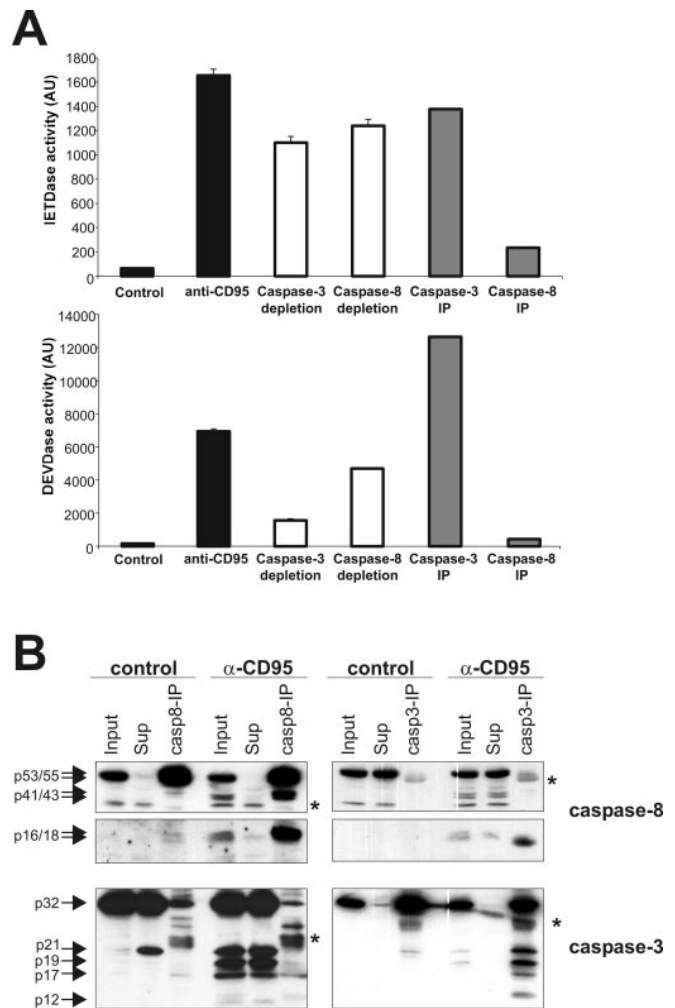 A
IETDase activity (AU)
1800
1600
1400
1200
1000
800
600
400
200
0
Control
anti-CD95
Caspase-3 depletion
Caspase-8 depletion
Caspase-3 IP
Caspase-8 IP
DEVDase activity (AU)
14000
12000
10000
8000
6000
4000
2000
0
Control
anti-CD95
Caspase-3 depletion
Caspase-8 depletion
Caspase-3 IP
Caspase-8 IP
B
control
α-CD95
control
α-CD95
Input
Sup
casp8-IP
Input
Sup
casp8-IP
Input
Sup
casp3-IP
Input
Sup
casp3-IP
p53/55
p41/43
*
*
caspase-8
p16/18
p32
p21
*
*
caspase-3
p19
p17
p12